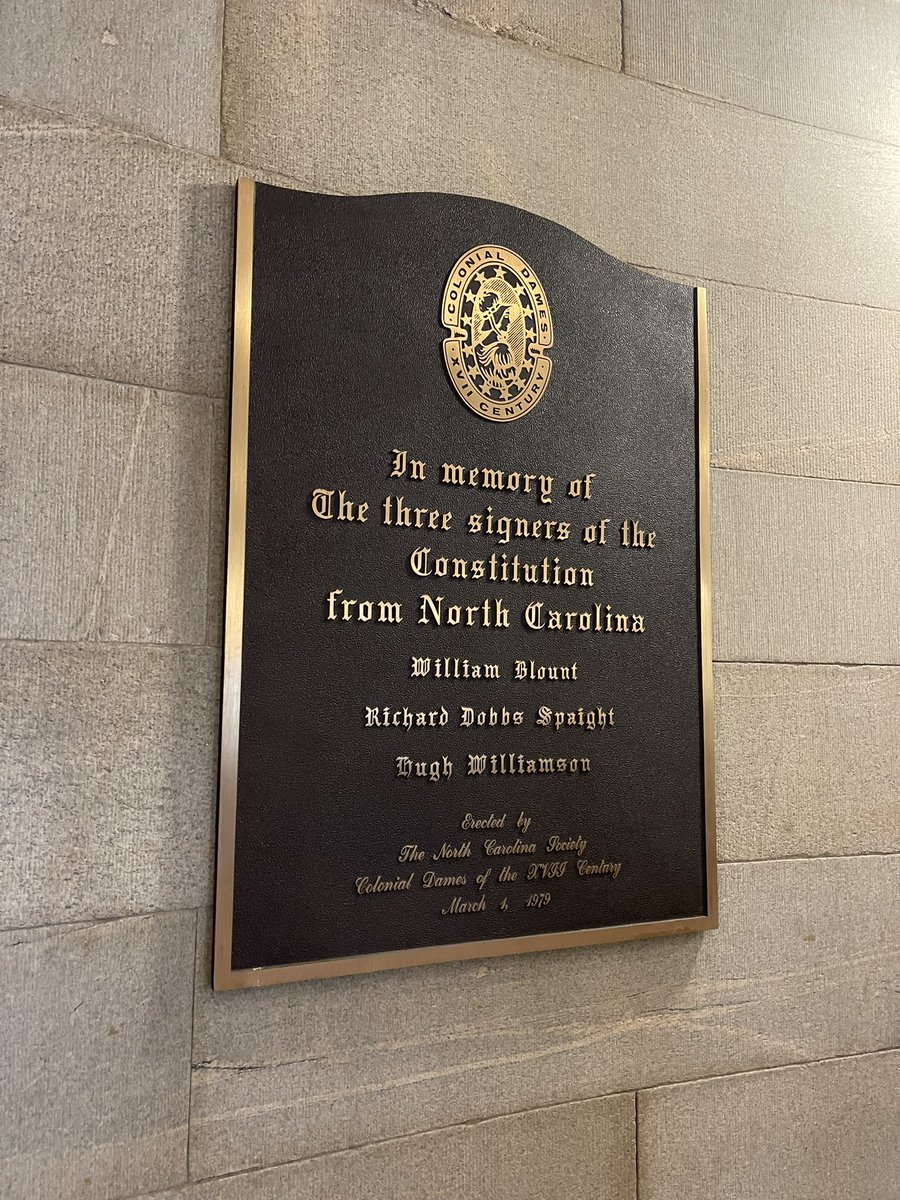 COLONIAL DAMES
XVII CENTURY
In memory of
The three signers of the
Constitution
from North Carolina
William Blount
Richard Dobbs Spaight
Hugh Williamson
Erected by
The North Carolina Society
Colonial Dames of the XVII Century
March 4, 1979